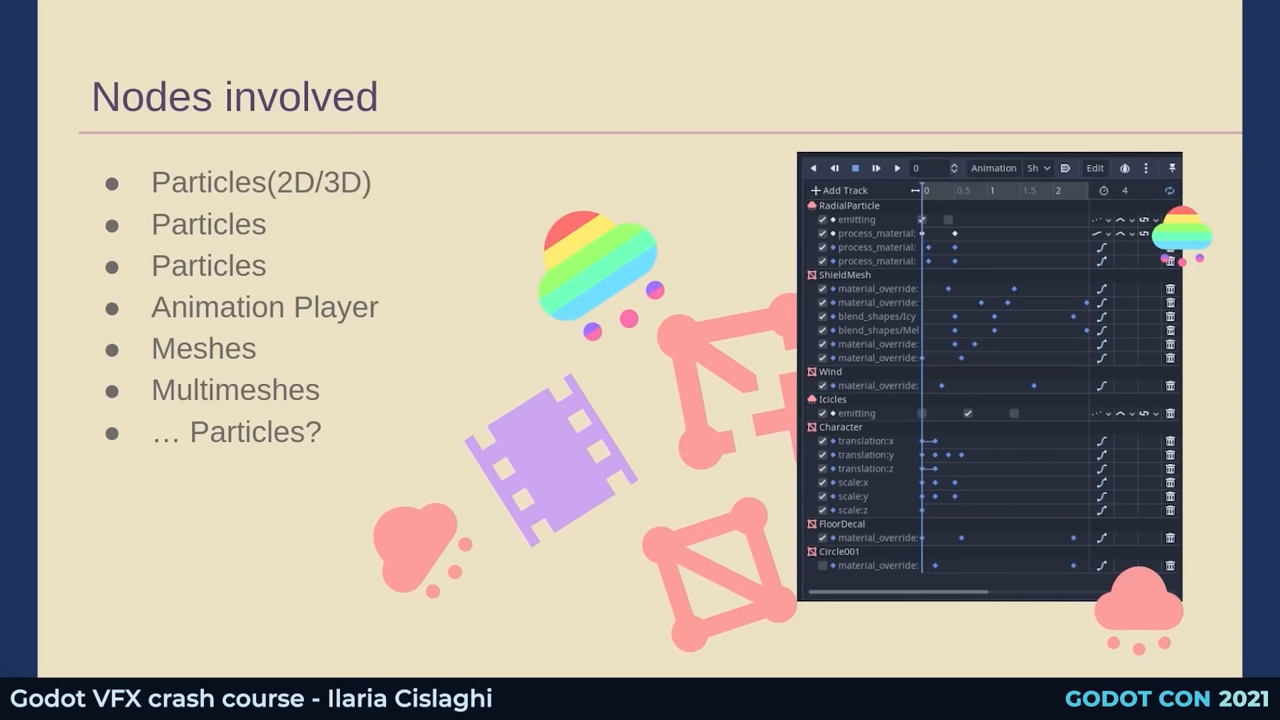 Nodes involved
● Particles(2D/3D)
● Particles
● Particles
● Animation Player
● Meshes
● Multimeshes
● … Particles?
0 Animation Sh Edit
Add Track 0 0.5 1 1.5 2 4
RadialParticle
emitting
process_material:
process_material:
process_material:
ShieldMesh
material_override:
material_override:
blend_shapes/Icy
blend_shapes/Mel
material_override:
material_override:
Wind
material_override:
Icicles
emitting
Character
translation:x
translation:y
translation:z
scale:x
scale:y
scale:z
FloorDecal
material_override:
Circle001
material_override:
Godot VFX crash course - Ilaria Cislaghi
GODOT CON 2021